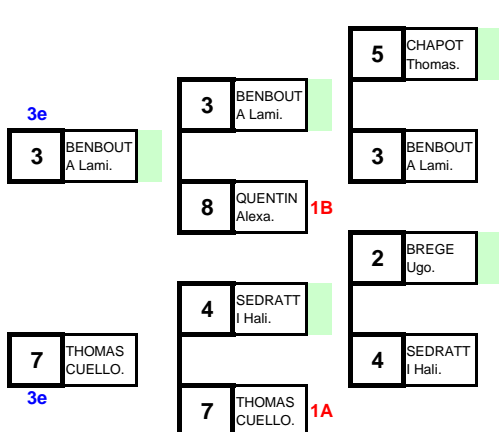 3e
3 BENBOUT
A Lami.
7 THOMAS
CUELLO.
3e
3 BENBOUT
A Lami.
8 QUENTIN
Alexa.
1B
4 SEDRATT
I Hali.
7 THOMAS
CUELLO.
1A
5 CHAPOT
Thomas.
3 BENBOUT
A Lami.
2 BREGE
Ugo.
4 SEDRATT
I Hali.